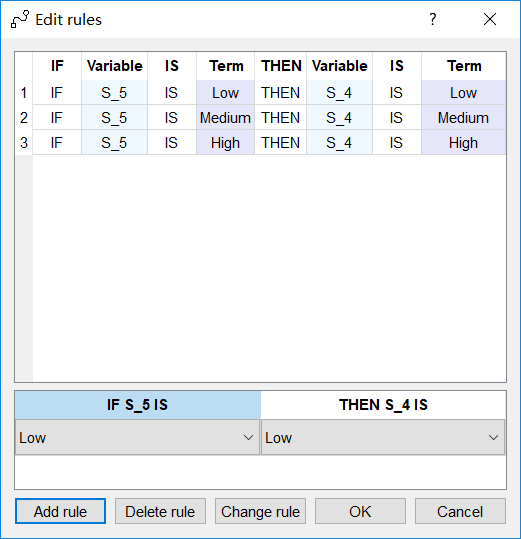 Edit rules ?
IF Variable IS Term THEN Variable IS Term
1 IF S_5 IS Low THEN S_4 IS Low
2 IF S_5 IS Medium THEN S_4 IS Medium
3 IF S_5 IS High THEN S_4 IS High
IF S_5 IS THEN S_4 IS
Low Low
Add rule Delete rule Change rule OK Cancel